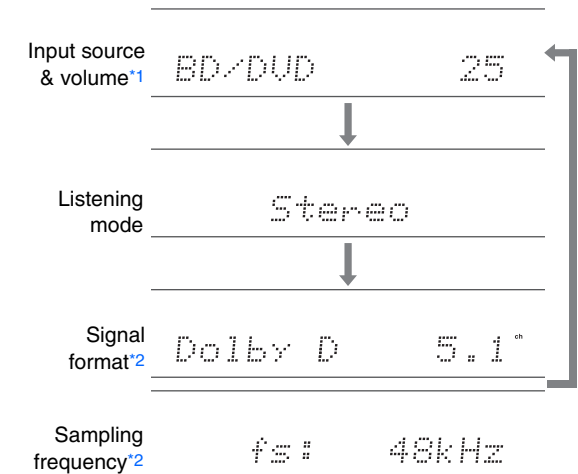 Input source
& volume*1
BD/DVD 25
Listening
mode
Stereo
Signal
format*2
Dolby D 5.1 ch
Sampling
frequency*2
fs: 48kHz